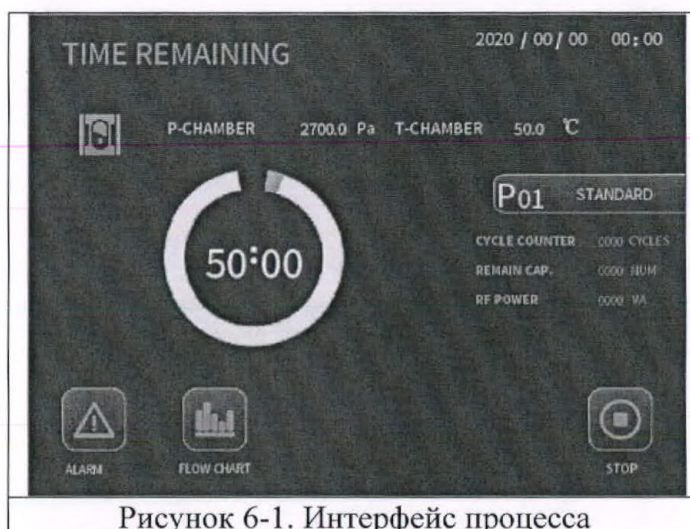 TIME REMAINING
2020 / 00 / 00 00:00
P-CHAMBER 2700.0 Pa T-CHAMBER 50.0 ℃
P01 STANDARD
50:00
CYCLE COUNTER 0000 CYCLES
REMAIN CAP. 0000 NUM
RF POWER 0000 VA
ALARM
FLOW CHART
STOP
Рисунок 6-1. Интерфейс процесса